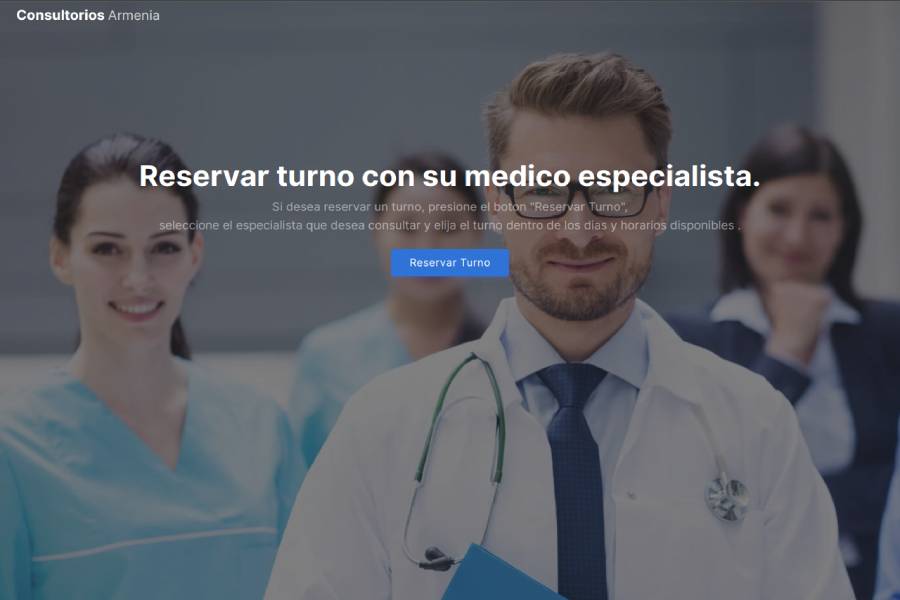 Consultorios Armenia
Reservar turno con su medico especialista.
Si desea reservar un turno, presione el boton "Reservar Turno",
seleccione el especialista que desea consultar y elija el turno dentro de los dias y horarios disponibles .
Reservar Turno